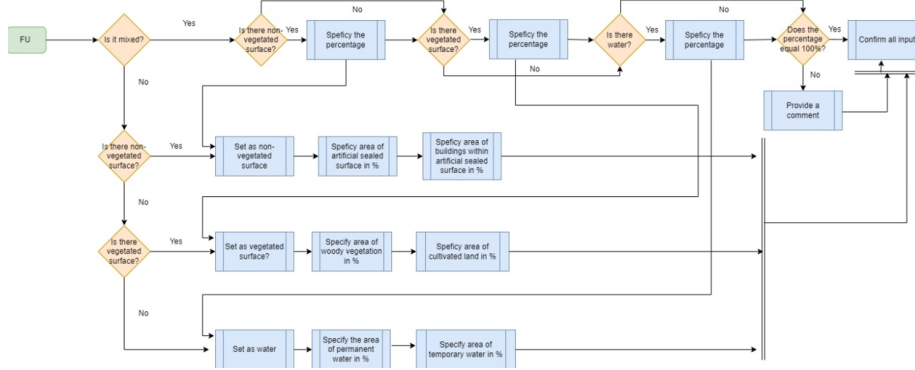 No
No
Yes
Does the
percentage
equal 100%?
Is there non-
vegetated
surface?
Yes
Speficy the
percentage
Is there
vegetated
surface?
Yes
Speficy the
percentage
Is there
water?
Yes
Speficy the
percentage
Yes
Confirm all input
FU
Is it mixed?
No
No
No
Provide a
comment
Is there non-
vegetated
surface?
Yes
Set as non-
vegetated
surface
Speficy area of
artificial sealed
surface in %
Speficy area of
buildings within
artificial sealed
surface in %
No
Is there
vegetated
surface?
Yes
Set as vegetated
surface?
Specify area of
woody vegetation
in %
Speficy area of
cultivated land in %
No
Set as water
Specify the area
of permanent
water in %
Specify area of
temporary water in %